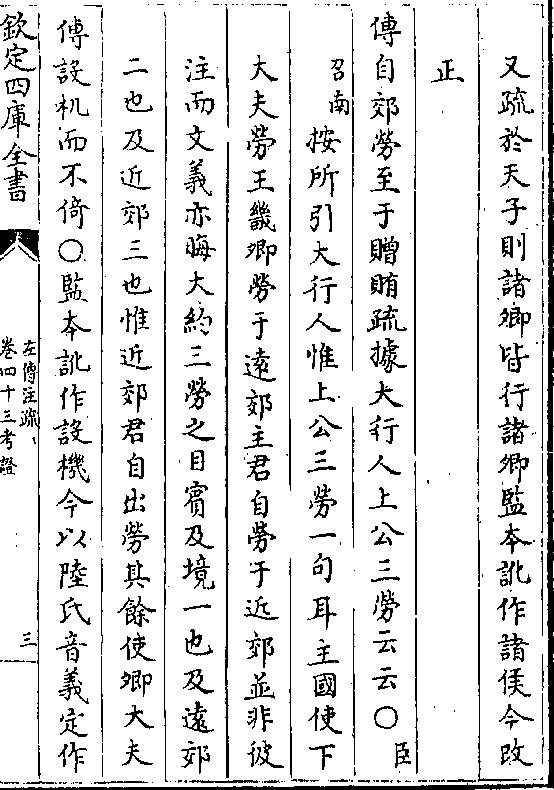 又疏於天子則諸卿皆行諸卿監本訛作諸侯今改
正
傳自郊勞至于贈賄疏據大行人上公三勞云云○臣
召南按所引大行人惟上公三勞一句耳主國使下
大夫勞王畿卿勞于遠郊主君自勞于近郊並非彼
注而文義亦晦大約三勞之目賓及境一也及遠郊
二也及近郊三也惟近郊君自出勞其餘使卿大夫
傳設机而不倚○監本訛作設機今以陸氏音義定作
欽定四庫全書
左傳注疏
卷四十三考證
三